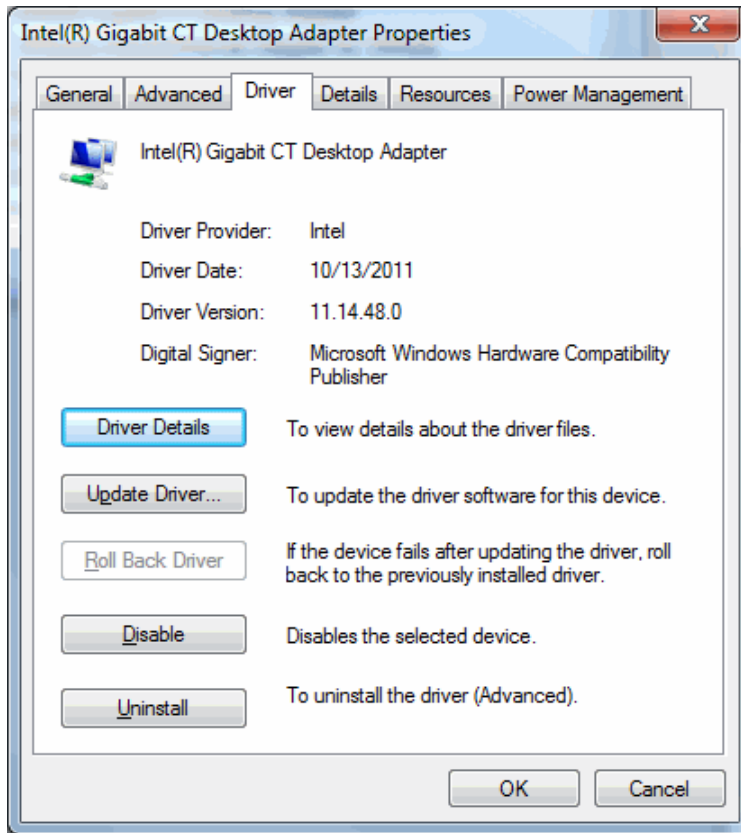 Intel(R) Gigabit CT Desktop Adapter Properties
X
General Advanced Driver Details Resources Power Management
Intel(R) Gigabit CT Desktop Adapter
Driver Provider: Intel
Driver Date: 10/13/2011
Driver Version: 11.14.48.0
Digital Signer: Microsoft Windows Hardware Compatibility
Publisher
Driver Details To view details about the driver files.
Update Driver... To update the driver software for this device.
Roll Back Driver If the device fails after updating the driver, roll
back to the previously installed driver.
Disable Disables the selected device.
Uninstall To uninstall the driver (Advanced).
OK Cancel